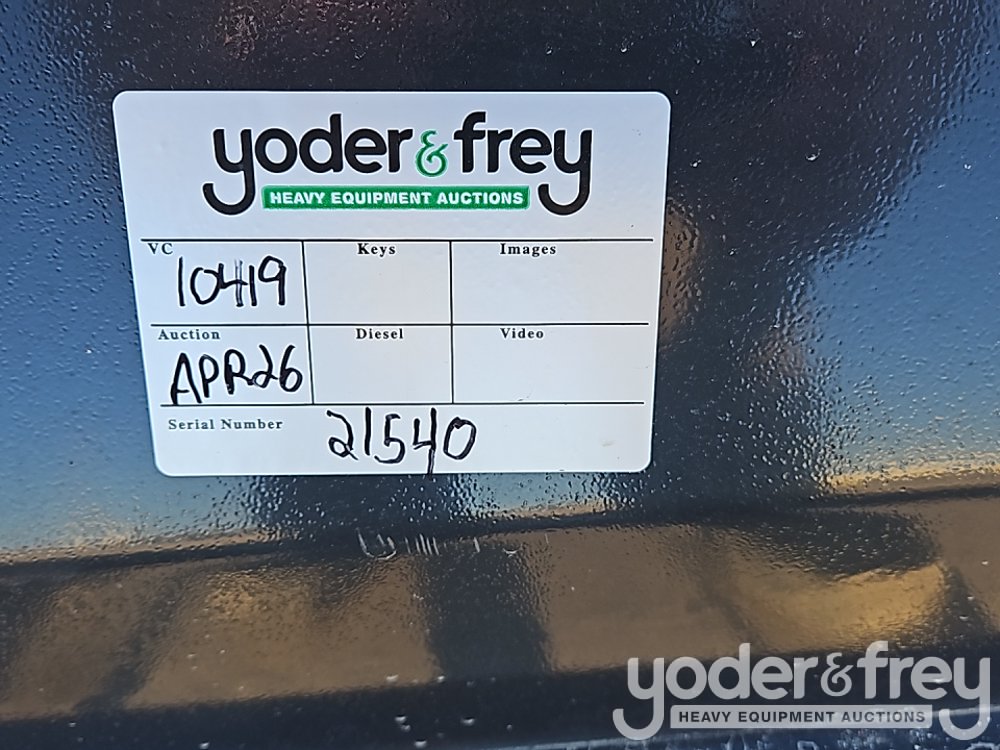 yoder & frey
HEAVY EQUIPMENT AUCTIONS
VC Keys Images
10419
Auction Diesel Video
APR26
Serial Number 21540
yoder & frey
HEAVY EQUIPMENT AUCTIONS